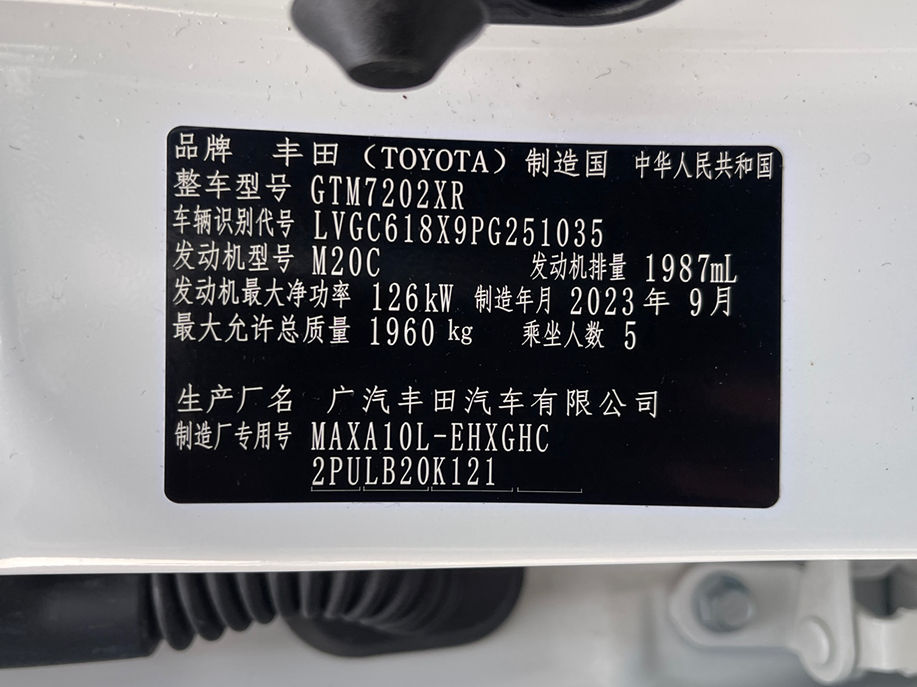 品牌 丰田（TOYOTA）制造国 中华人民共和国
整车型号 GTM7202XR
车辆识别代号 LVGC618X9PG251035
发动机型号 M20C 发动机排量 1987mL
发动机最大净功率 126kW 制造年月 2023年9月
最大允许总质量 1960 kg 乘坐人数 5
生产厂名 广汽丰田汽车有限公司
制造厂专用号 MAXA10L-EHXGHC
2PULB20K121